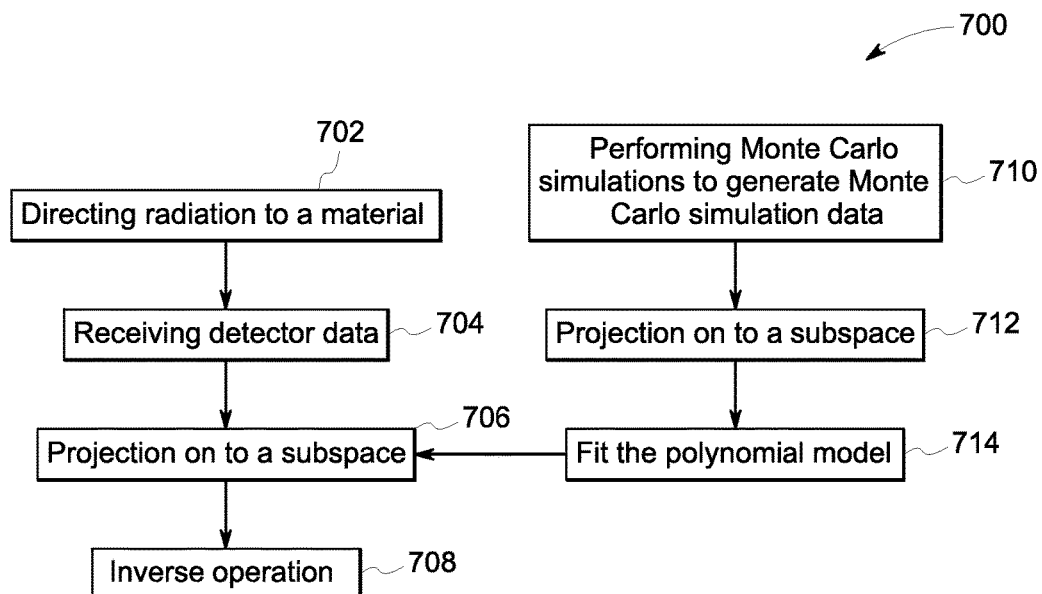 700
702
Directing radiation to a material
Performing Monte Carlo
simulations to generate Monte
Carlo simulation data
710
Receiving detector data
704
Projection on to a subspace
712
706
Projection on to a subspace
Fit the polynomial model
714
Inverse operation
708